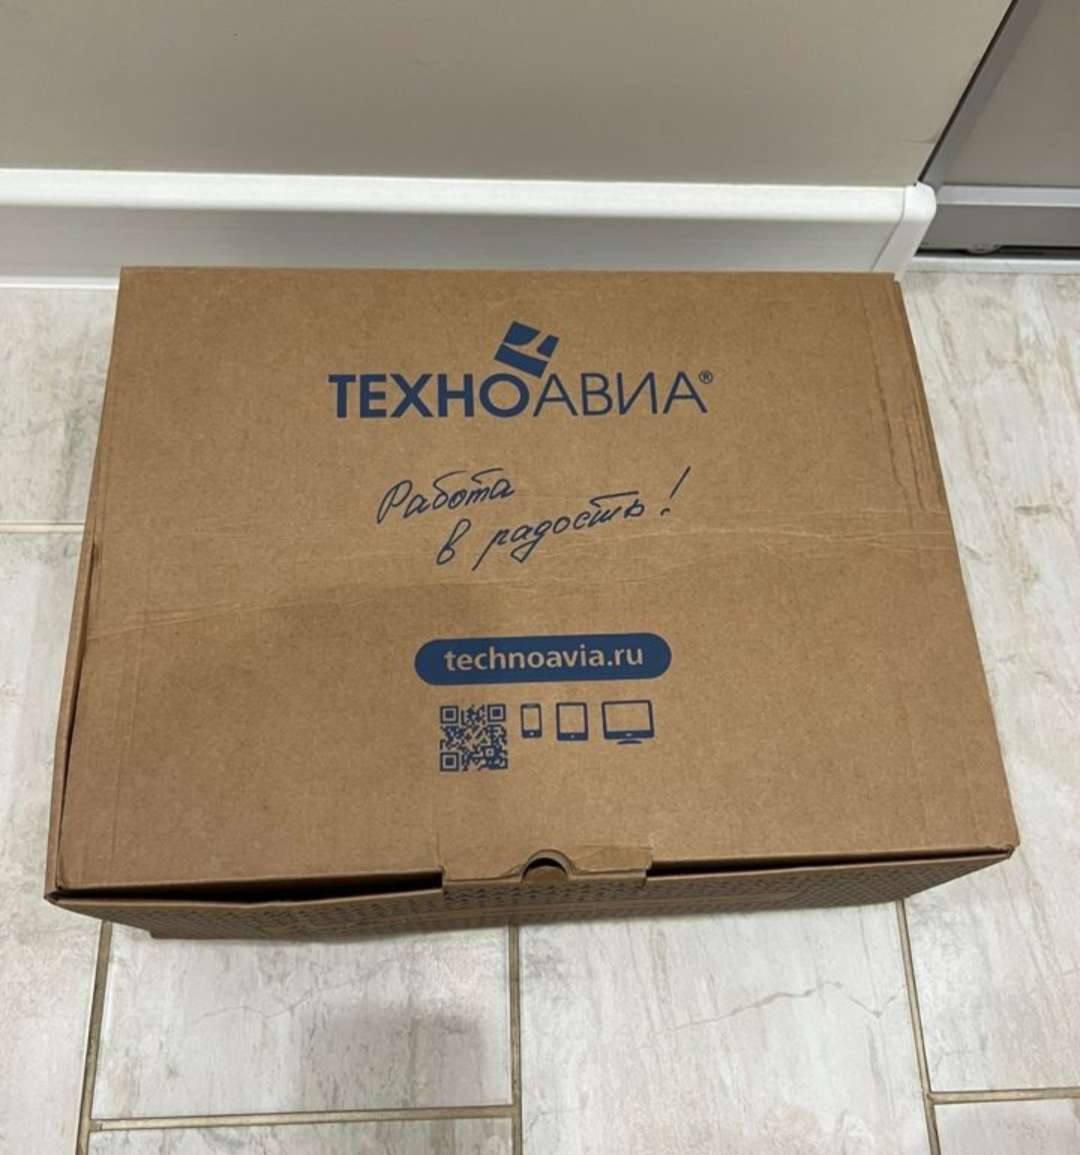 ТЕХНОАВИА®
Работа
в радость!
technoavia.ru